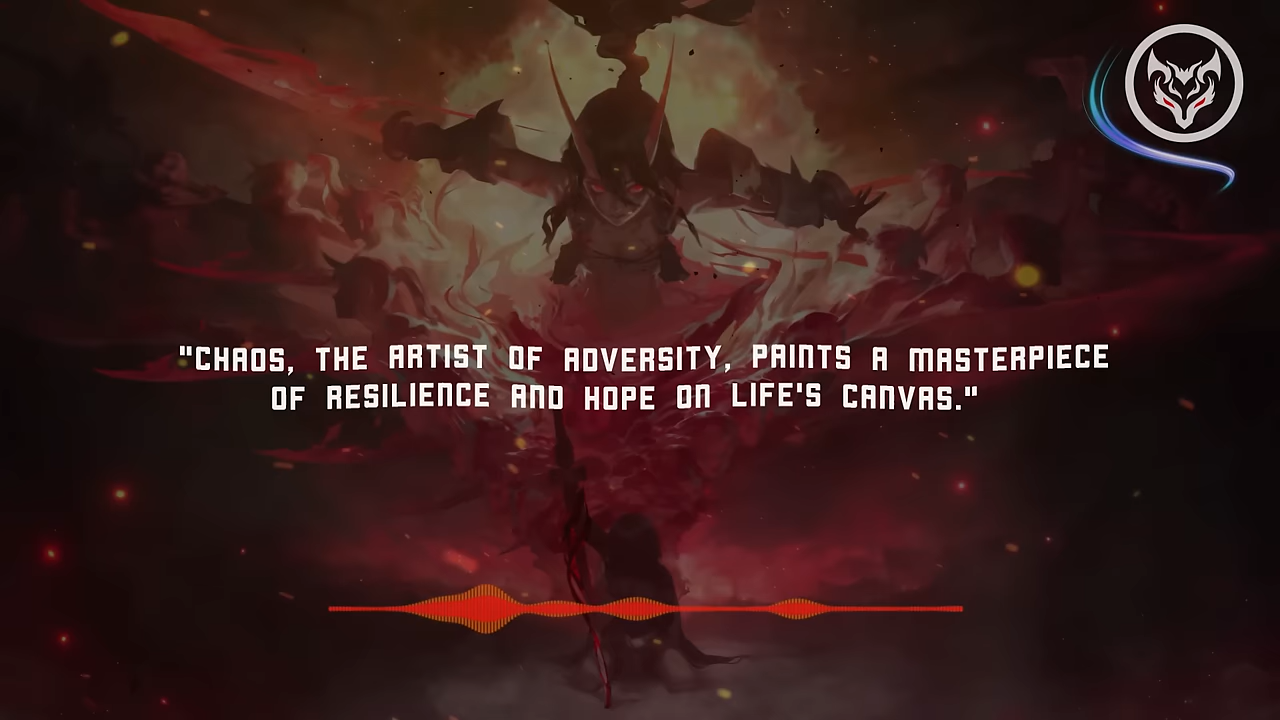 "CHAOS, THE ARTIST OF ADVERSITY, PAINTS A MASTERPIECE
OF RESILIENCE AND HOPE ON LIFE'S CANVAS."